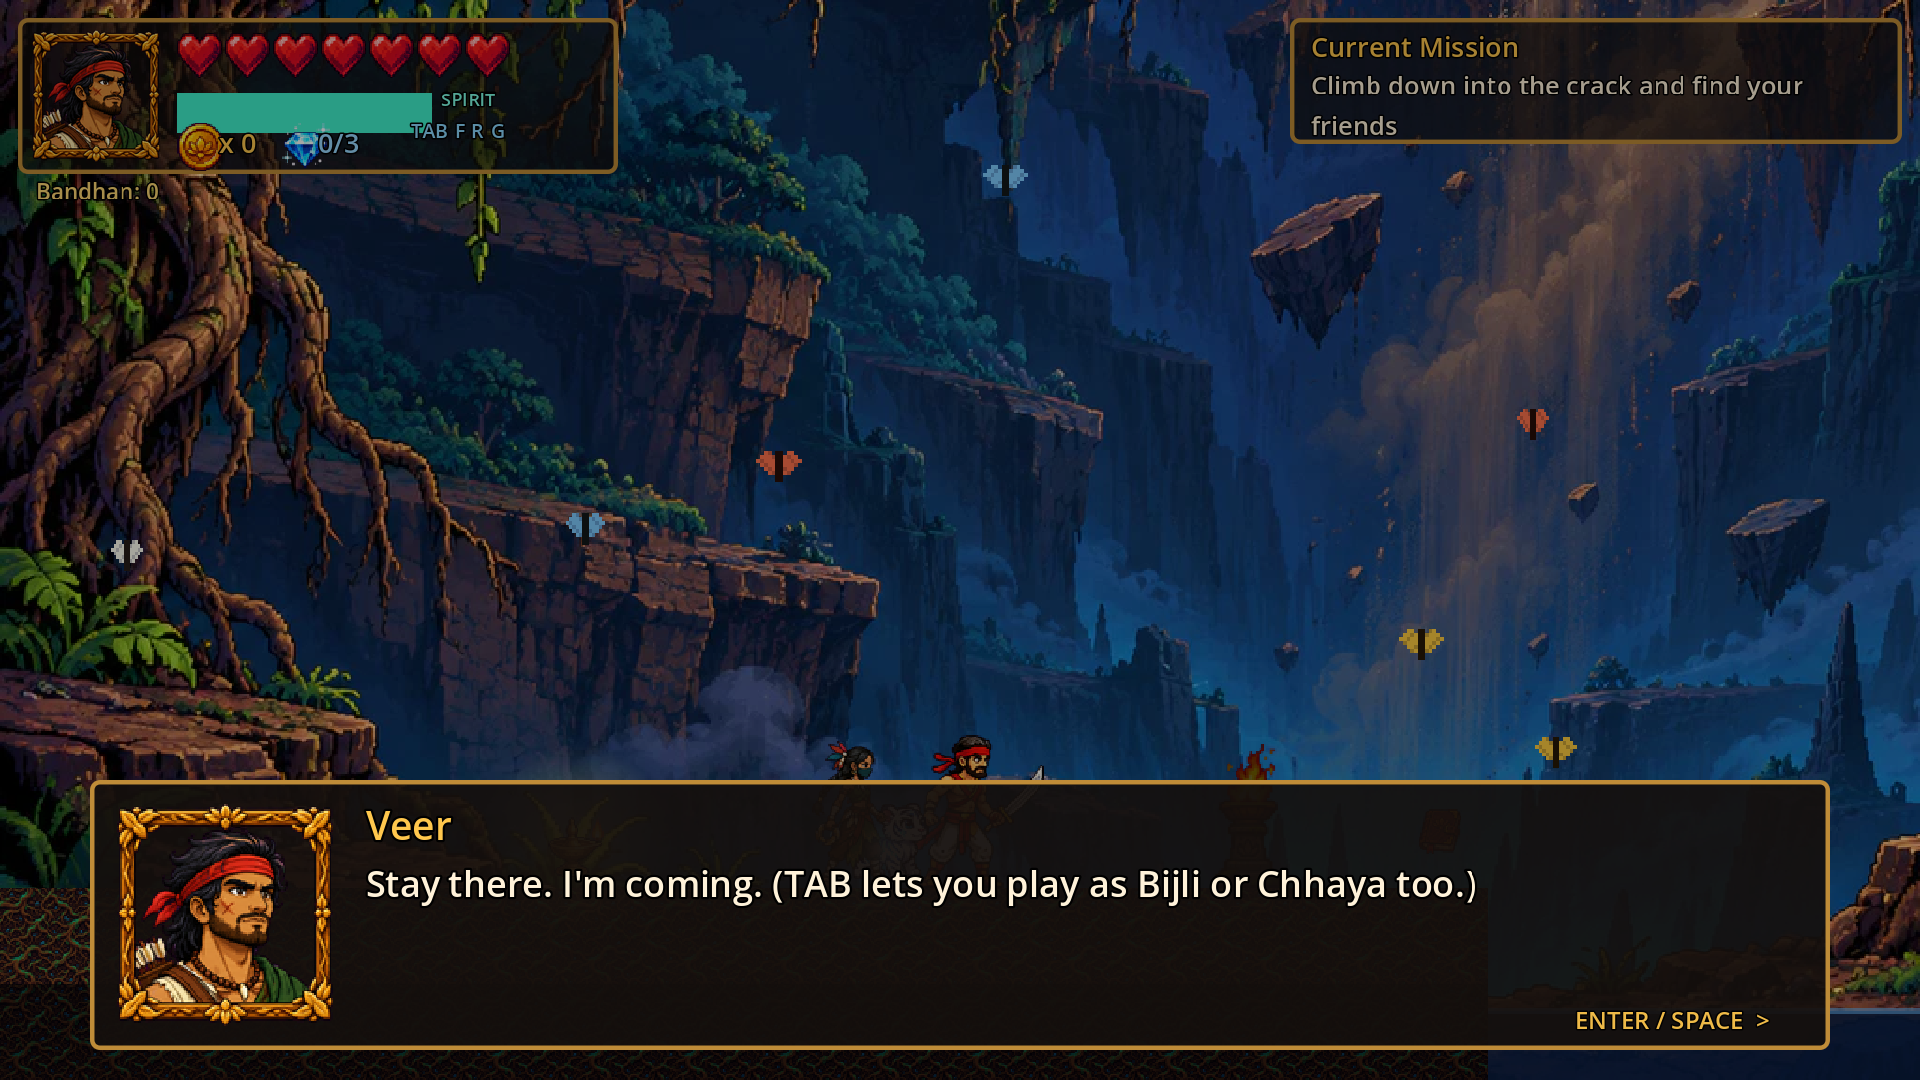 SPIRIT
TAB F R G
x 0
0/3
Bandhan: 0
Current Mission
Climb down into the crack and find your
friends
Veer
Stay there. I'm coming. (TAB lets you play as Bijli or Chhaya too.)
ENTER / SPACE >